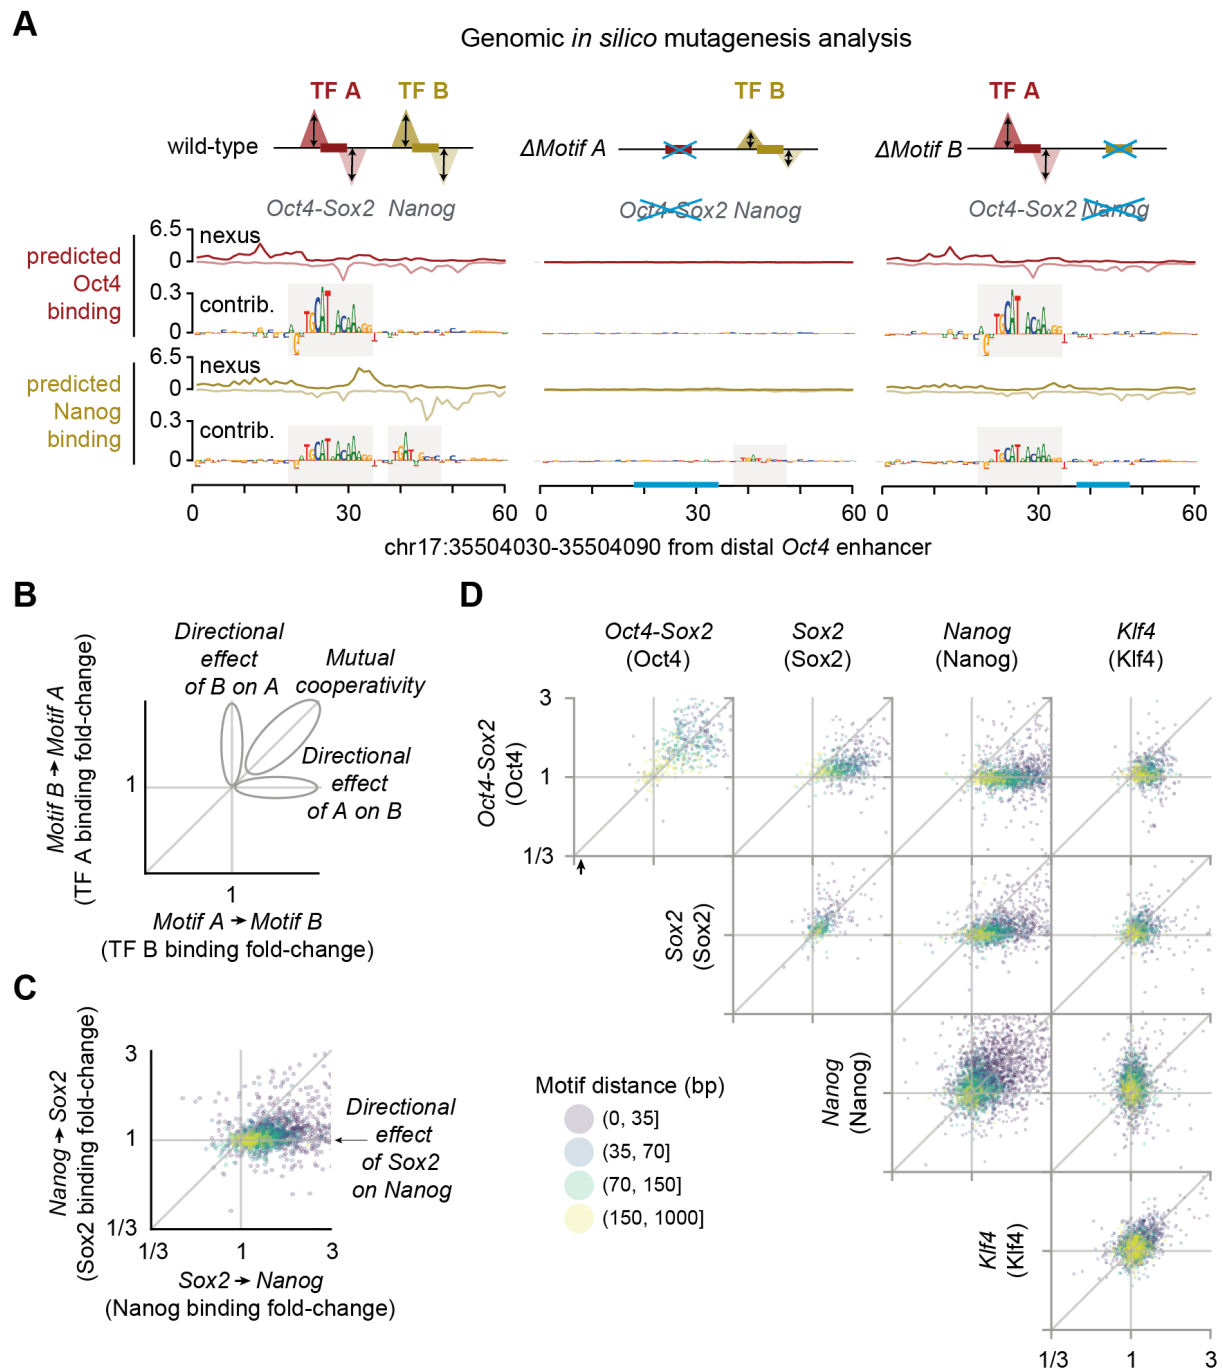 A
Genomic in silico mutagenesis analysis
TF A TF B
TF B
TF A
wild-type
ΔMotif A
ΔMotif B
Oct4-Sox2 Nanog
Oct4-Sox2 Nanog
Oct4-Sox2 Nanog
predicted
Oct4
binding
6.5
0
nexus
0.3
0
contrib.
predicted
Nanog
binding
6.5
0
nexus
0.3
0
contrib.
0 30 60
0 30 60
0 30 60
chr17:35504030-35504090 from distal Oct4 enhancer
B
Directional
effect
of B on A
Mutual
cooperativity
Directional
effect
of A on B
Motif B → Motif A
(TF A binding fold-change)
1
1
Motif A → Motif B
(TF B binding fold-change)
C
Nanog → Sox2
(Sox2 binding fold-change)
3
1
1/3
1/3 1 3
Sox2 → Nanog
(Nanog binding fold-change)
Directional
effect
of Sox2
on Nanog
D
Oct4-Sox2
(Oct4)
Sox2
(Sox2)
Nanog
(Nanog)
Klf4
(Klf4)
Oct4-Sox2
(Oct4)
3
1
1/3
Sox2
(Sox2)
Nanog
(Nanog)
Klf4
(Klf4)
1/3 1 3
Motif distance (bp)
(0, 35]
(35, 70]
(70, 150]
(150, 1000]